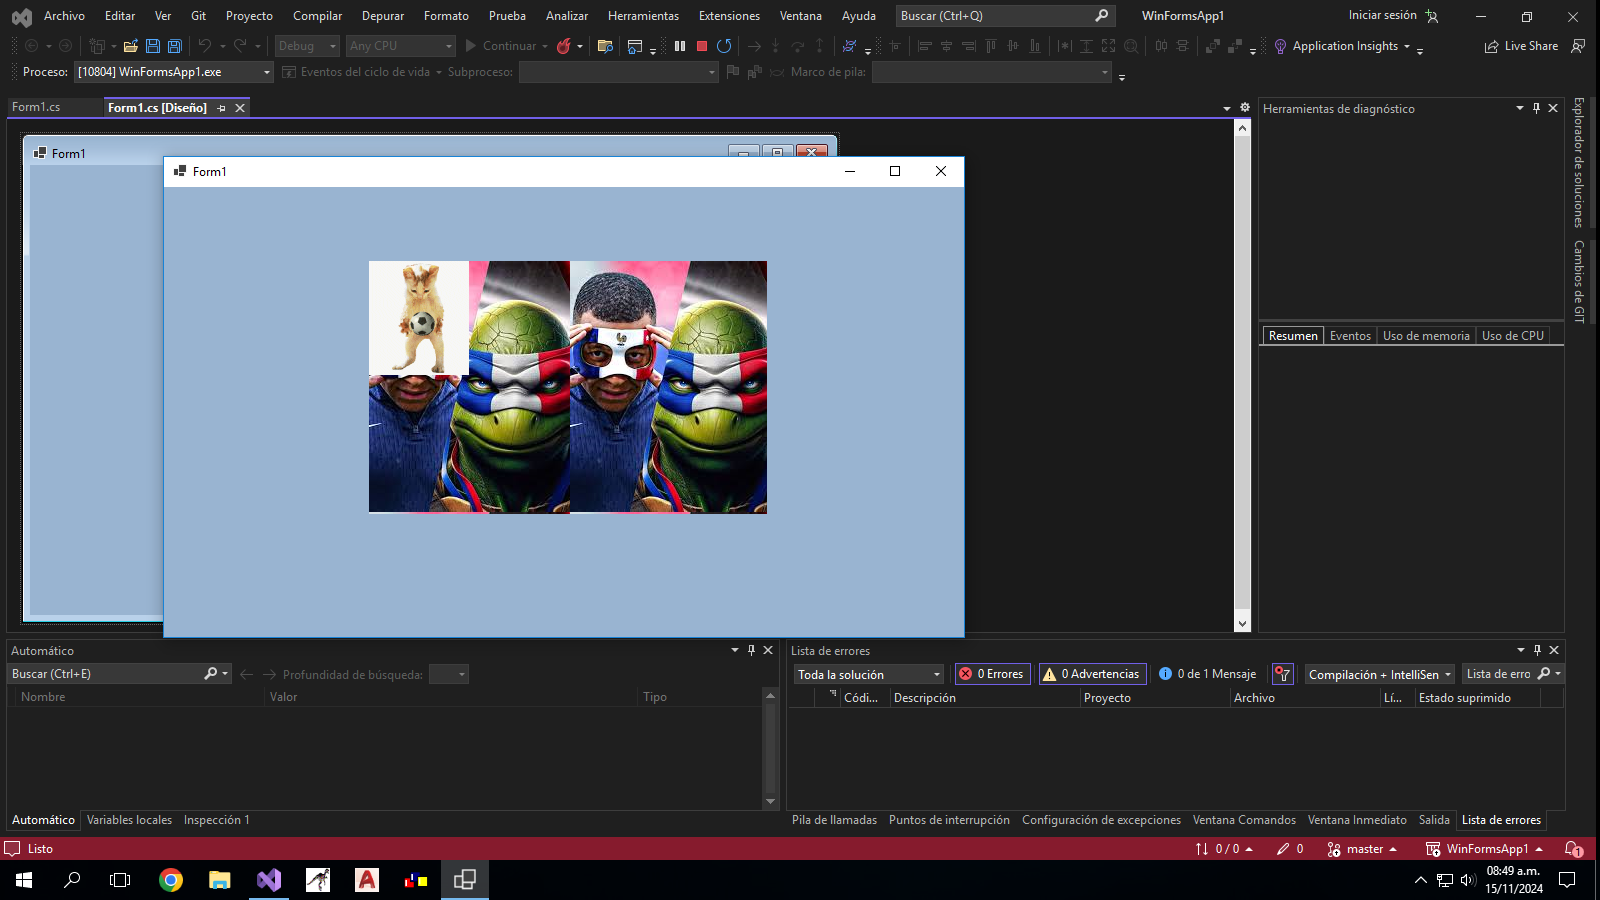 Archivo Editar Ver Git Proyecto Compilar Depurar Formato Prueba Analizar Herramientas Extensiones Ventana Ayuda Buscar (Ctrl+Q) WinFormsApp1 Iniciar sesión
Debug Any CPU Continuar Application Insights Live Share
Proceso: [10804] WinFormsApp1.exe Eventos del ciclo de vida Subproceso: Marco de pila:
Form1.cs Form1.cs [Diseño]
Herramientas de diagnóstico
Explorador de soluciones
Cambios de GIT
Form1
Form1
Resumen Eventos Uso de memoria Uso de CPU
Automático
Buscar (Ctrl+E) Profundidad de búsqueda:
Nombre Valor Tipo
Automático Variables locales Inspección 1
Lista de errores
Toda la solución 0 Errores 0 Advertencias 0 de 1 Mensaje Compilación + IntelliSen Lista de erro
Códi... Descripción Proyecto Archivo Lí... Estado suprimido
Pila de llamadas Puntos de interrupción Configuración de excepciones Ventana Comandos Ventana Inmediato Salida Lista de errores
Listo 0 / 0 0 master WinFormsApp1 1
08:49 a.m.
15/11/2024